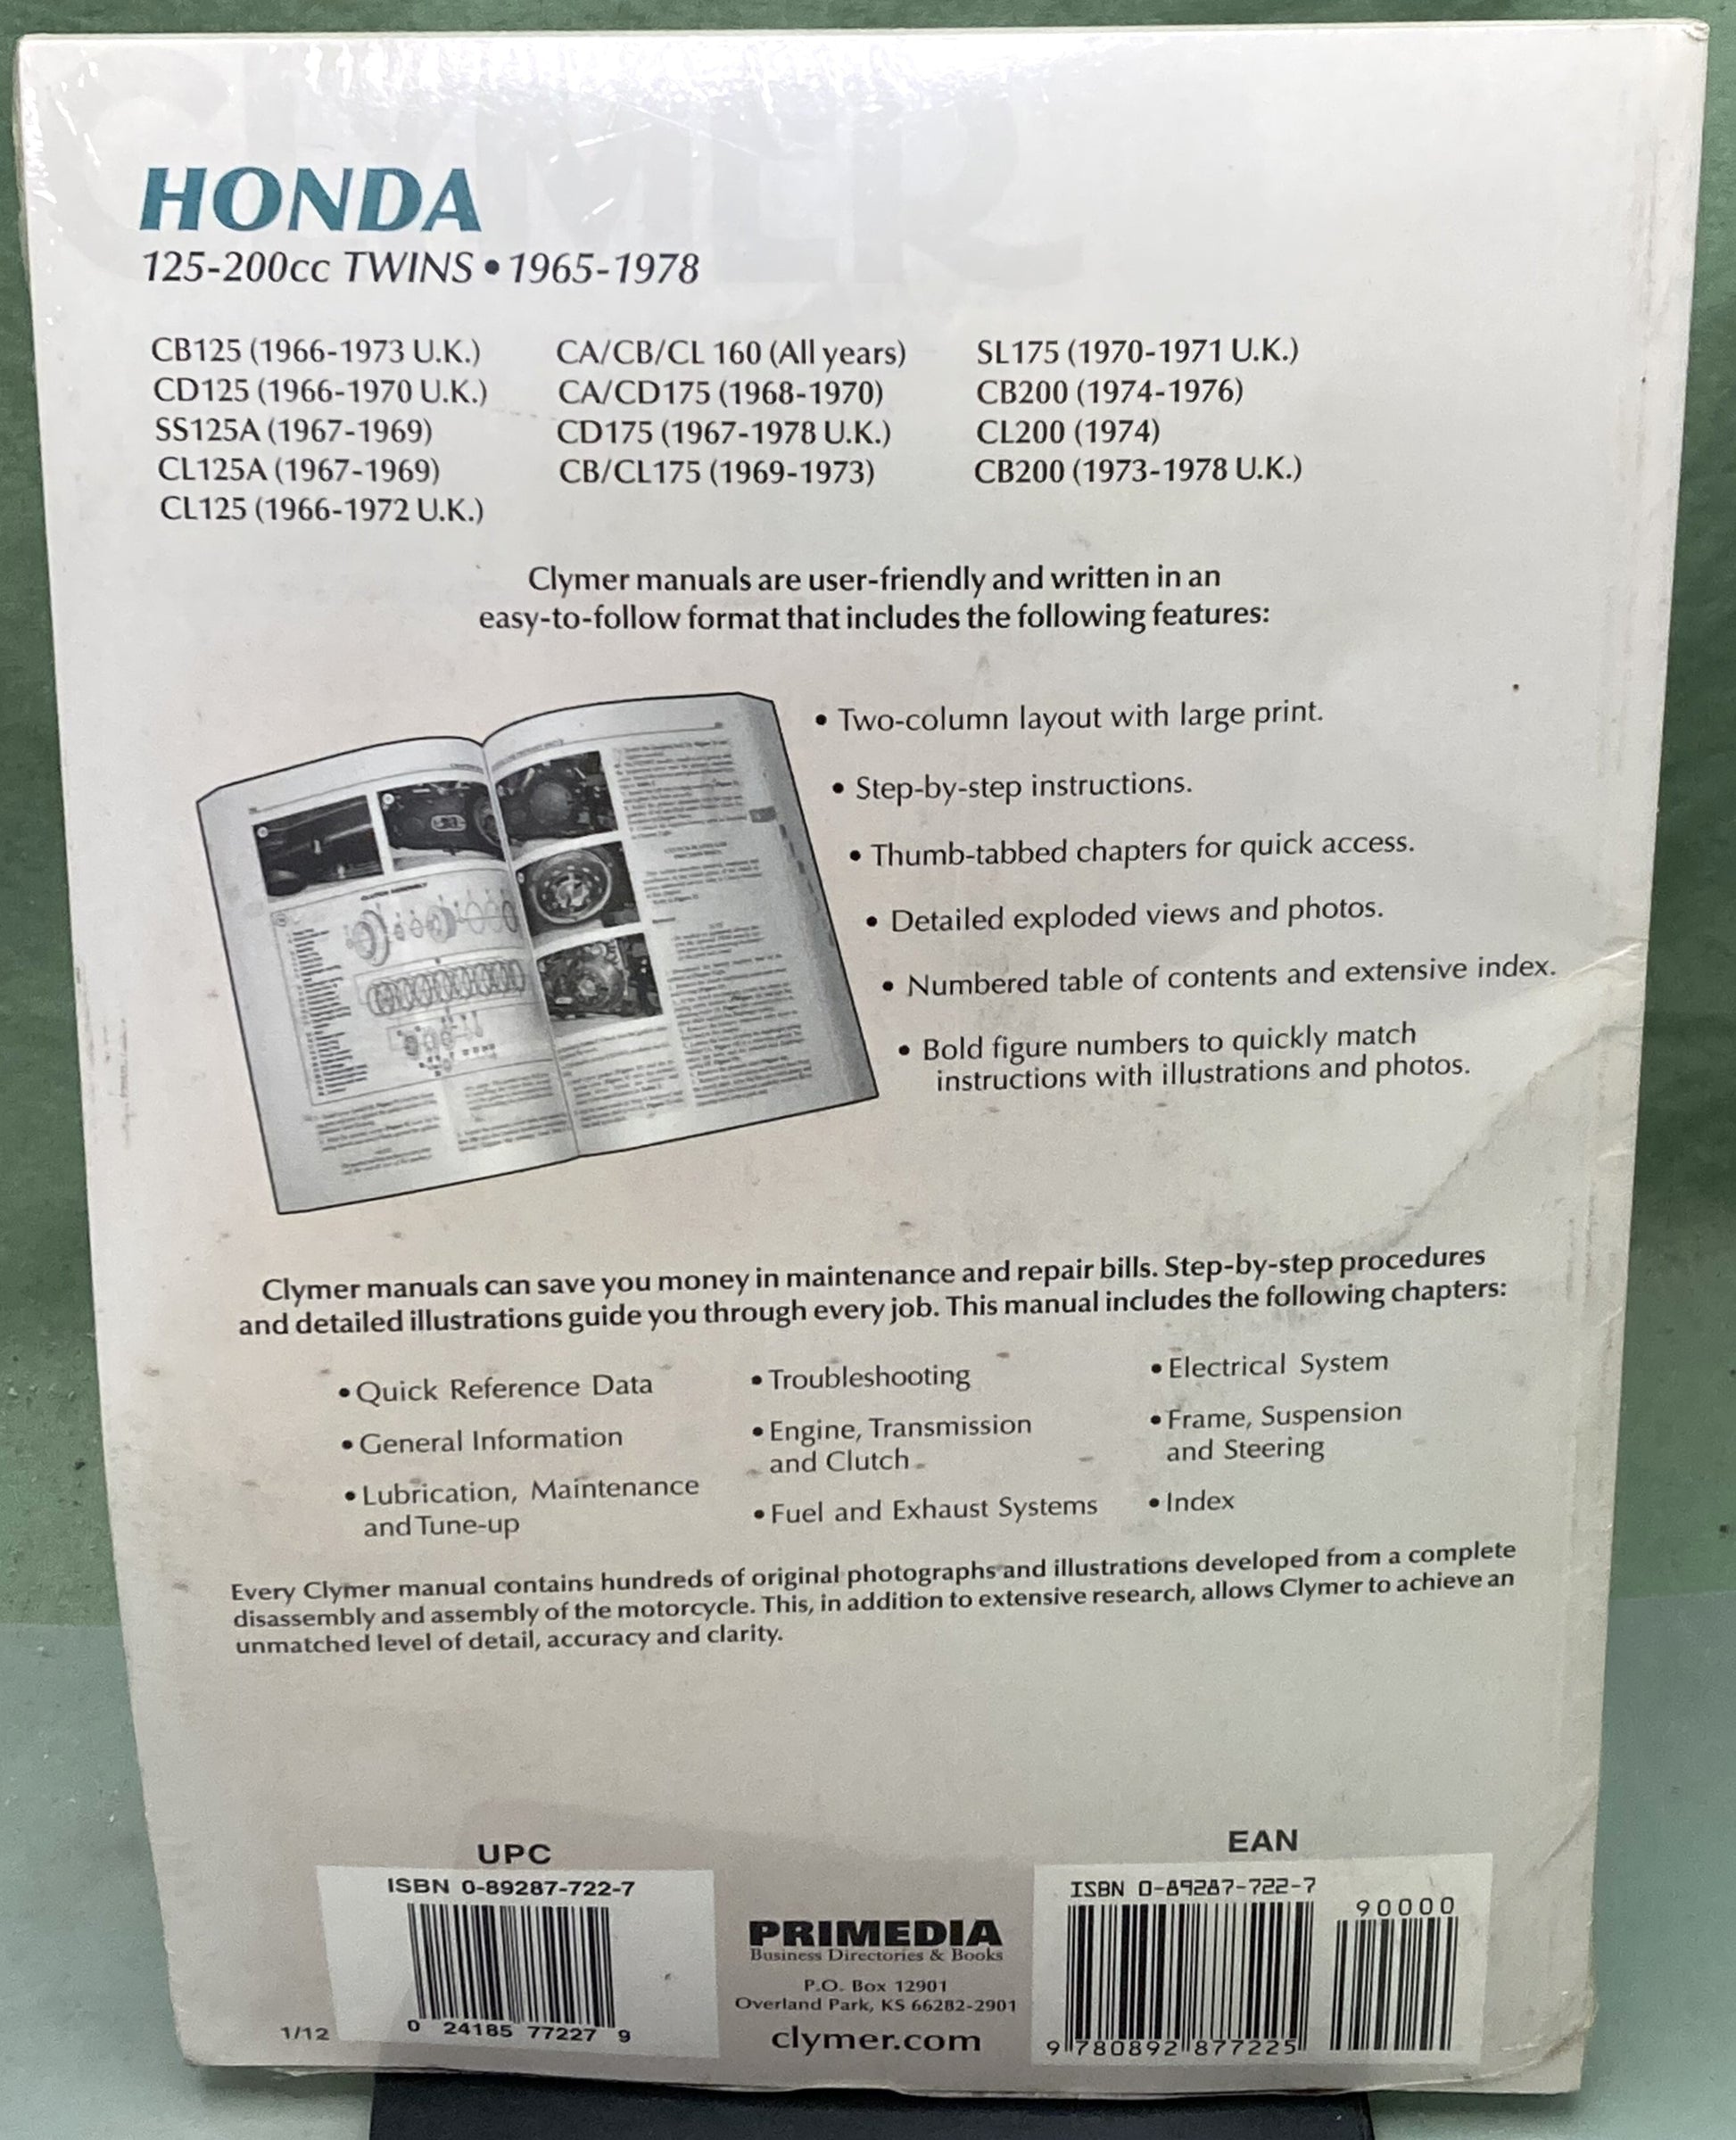 CLYMER
HONDA
125-200cc TWINS • 1965-1978
CB125 (1966-1973 U.K.)
CD125 (1966-1970 U.K.)
SS125A (1967-1969)
CL125A (1967-1969)
CL125 (1966-1972 U.K.)
CA/CB/CL 160 (All years)
CA/CD175 (1968-1970)
CD175 (1967-1978 U.K.)
CB/CL175 (1969-1973)
SL175 (1970-1971 U.K.)
CB200 (1974-1976)
CL200 (1974)
CB200 (1973-1978 U.K.)
Clymer manuals are user-friendly and written in an
easy-to-follow format that includes the following features:
• Two-column layout with large print.
• Step-by-step instructions.
• Thumb-tabbed chapters for quick access.
• Detailed exploded views and photos.
• Numbered table of contents and extensive index.
• Bold figure numbers to quickly match
instructions with illustrations and photos.
CLUTCH ASSEMBLY
Clymer manuals can save you money in maintenance and repair bills. Step-by-step procedures
and detailed illustrations guide you through every job. This manual includes the following chapters:
• Quick Reference Data
• General Information
• Lubrication, Maintenance
and Tune-up
• Troubleshooting
• Engine, Transmission
and Clutch
• Fuel and Exhaust Systems
• Electrical System
• Frame, Suspension
and Steering
• Index
Every Clymer manual contains hundreds of original photographs and illustrations developed from a complete
disassembly and assembly of the motorcycle. This, in addition to extensive research, allows Clymer to achieve an
unmatched level of detail, accuracy and clarity.
UPC
ISBN 0-89287-722-7
0 24185 77227 9
1/12
PRIMEDIA
Business Directories & Books
P.O. Box 12901
Overland Park, KS 66282-2901
clymer.com
EAN
ISBN 0-89287-722-7
90000
9 780892 877225